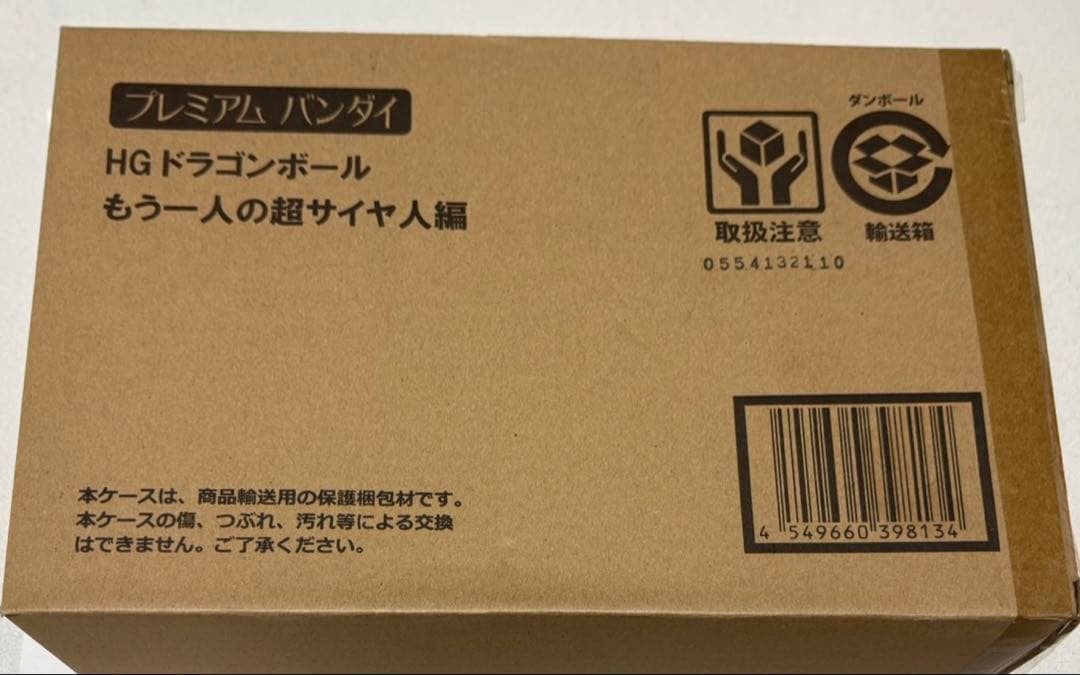 プレミアム バンダイ
HGドラゴンボール
もう一人の超サイヤ人編
ダンボール
取扱注意
輸送箱
0554132110
本ケースは、商品輸送用の保護梱包材です。
本ケースの傷、つぶれ、汚れ等による交換
はできません。ご了承ください。
4 549660 398134